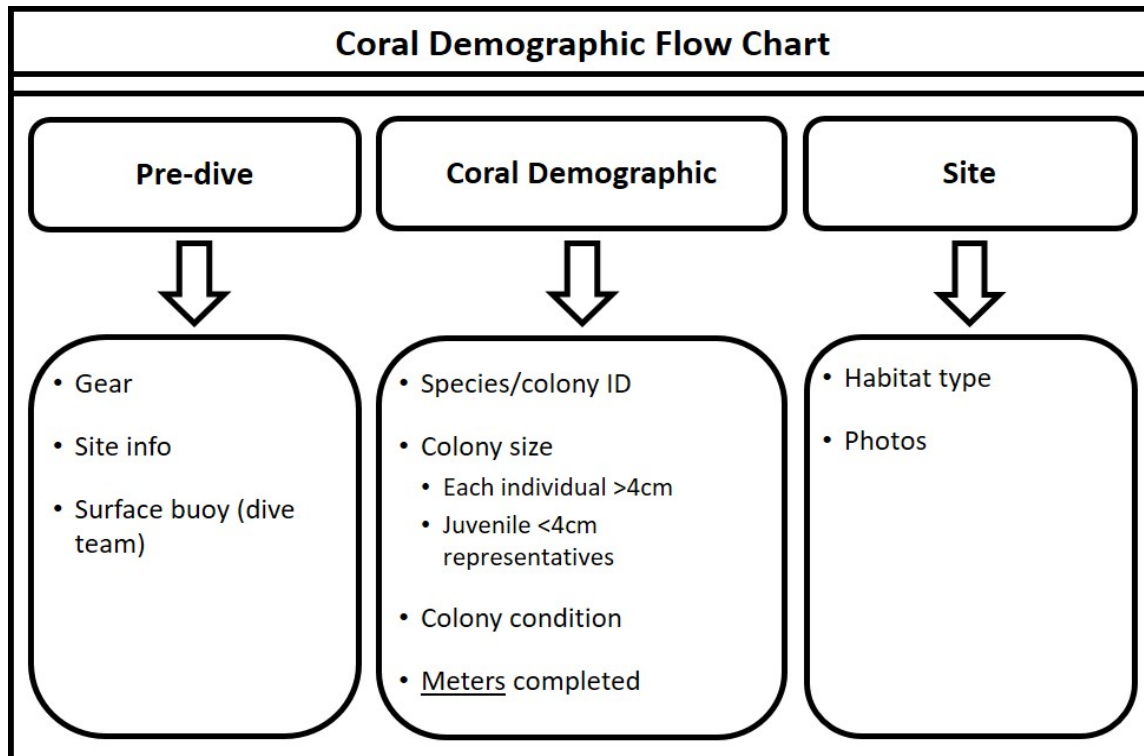 Coral Demographic Flow Chart
Pre-dive
• Gear
• Site info
• Surface buoy (dive
team)
Coral Demographic
• Species/colony ID
• Colony size
• Each individual >4cm
• Juvenile <4cm
representatives
• Colony condition
• Meters completed
Site
• Habitat type
• Photos